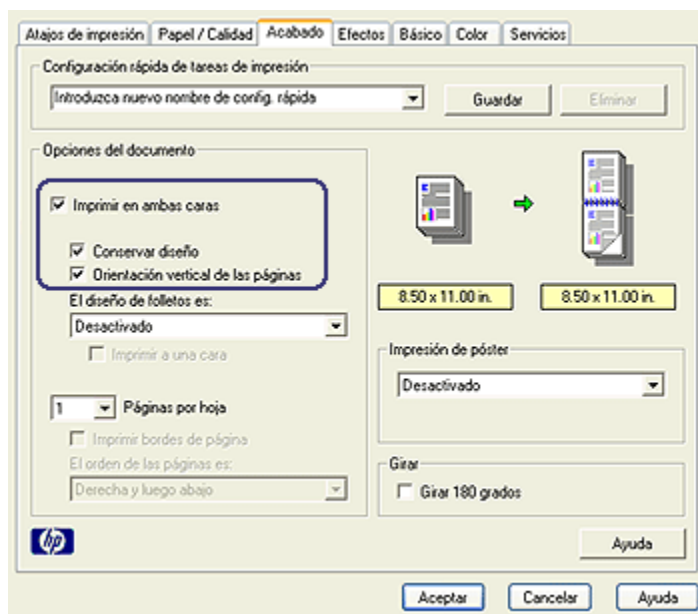 Atajos de impresión Papel / Calidad Acabado Efectos Básico Color Servicios
Configuración rápida de tareas de impresión
Introduzca nuevo nombre de config. rápida Guardar Eliminar
Opciones del documento
Imprimir en ambas caras
Conservar diseño
Orientación vertical de las páginas
El diseño de folletos es:
Desactivado
Imprimir a una cara
1 Páginas por hoja
Imprimir bordes de página
El orden de las páginas es:
Derecha y luego abajo
8.50 x 11.00 in. 8.50 x 11.00 in.
Impresión de póster
Desactivado
Girar
Girar 180 grados
hp
Ayuda
Aceptar Cancelar Ayuda